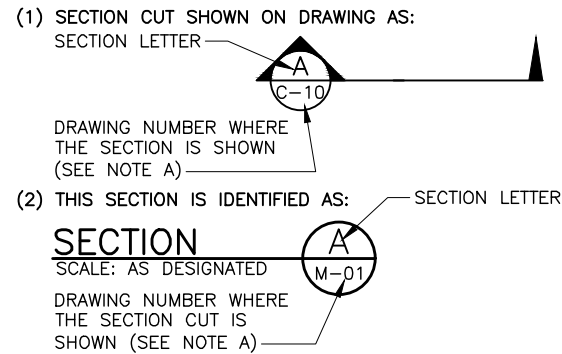 (1) SECTION CUT SHOWN ON DRAWING AS:
SECTION LETTER
A
C-10
DRAWING NUMBER WHERE
THE SECTION IS SHOWN
(SEE NOTE A)
(2) THIS SECTION IS IDENTIFIED AS:
SECTION LETTER
SECTION
A
SCALE: AS DESIGNATED
M-01
DRAWING NUMBER WHERE
THE SECTION CUT IS
SHOWN (SEE NOTE A)